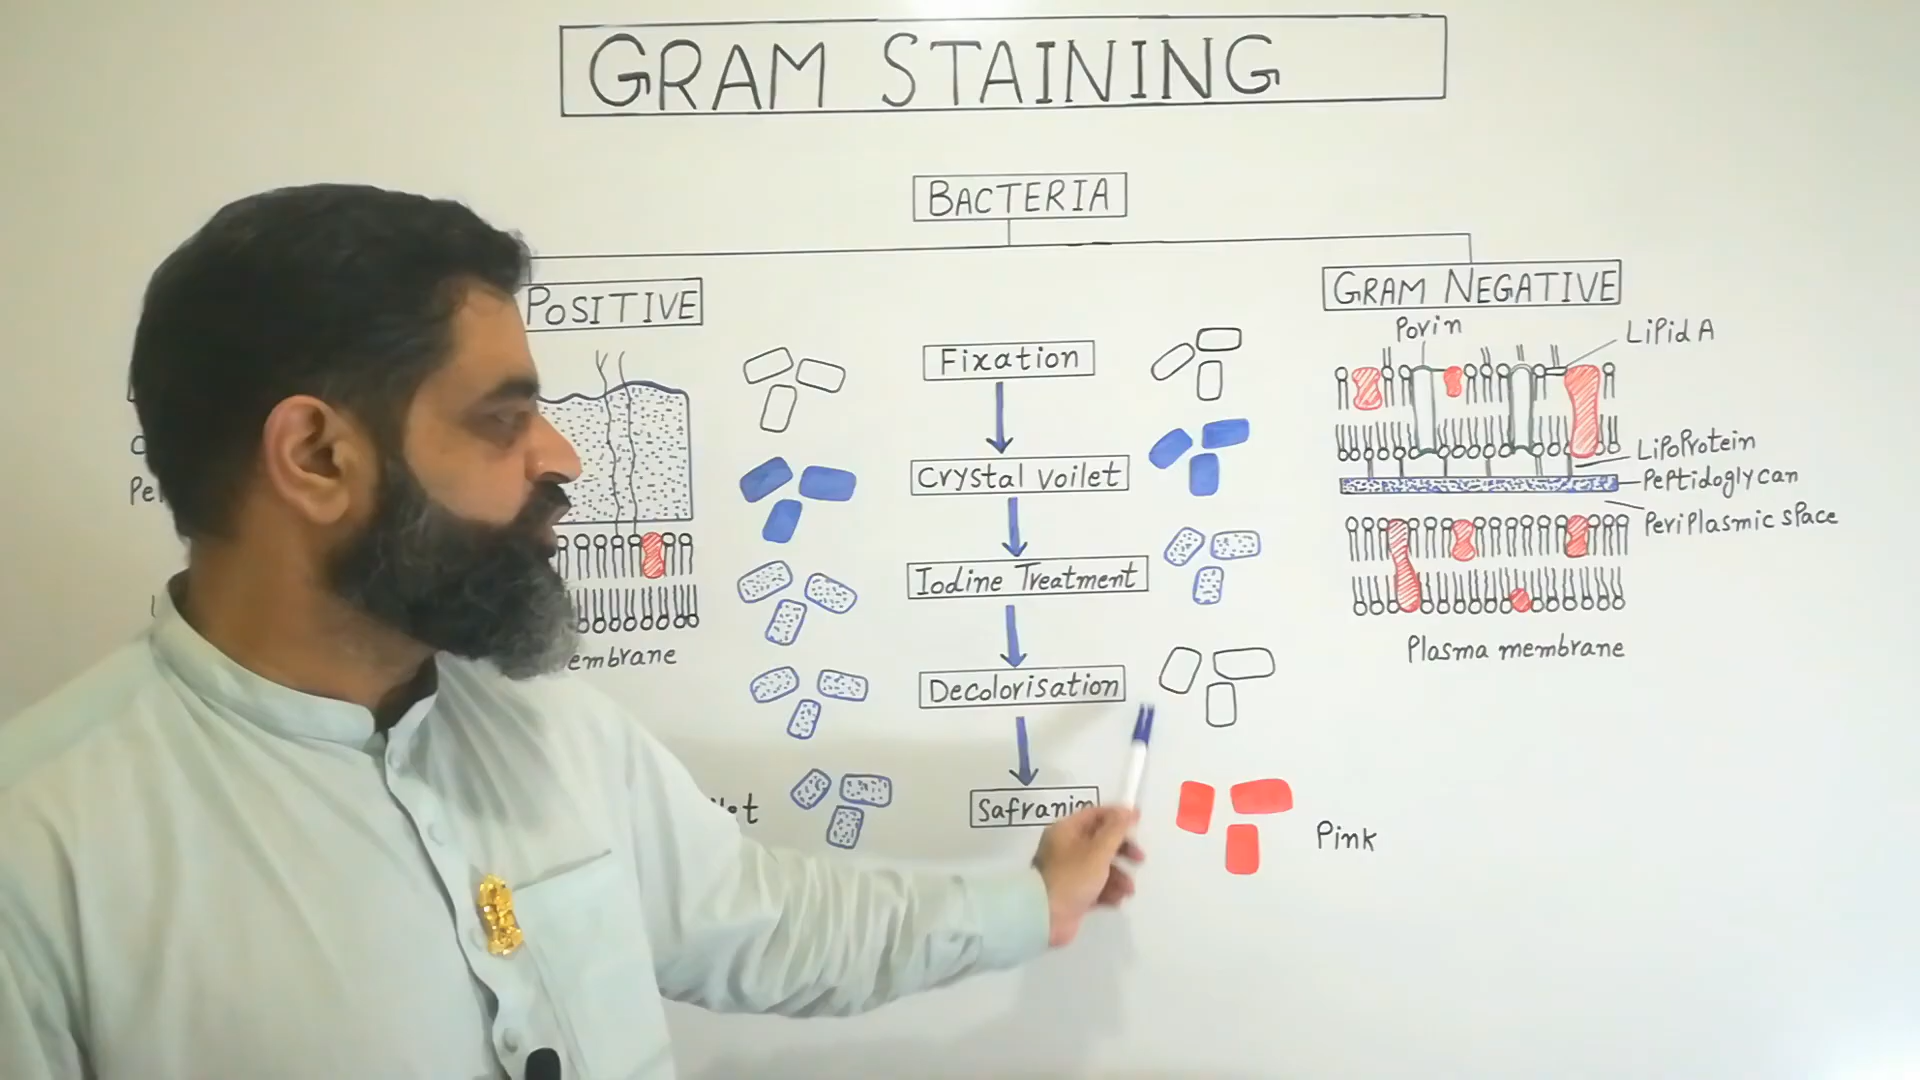 GRAM STAINING
BACTERIA
POSITIVE
GRAM NEGATIVE
Porin
LiPid A
Fixation
LiPoProtein
Crystal Voilet
PePtidoglycan
PeriPlasmic sPace
Iodine Treatment
Plasma membrane
embrane
Decolorisation
Safranin
Pink